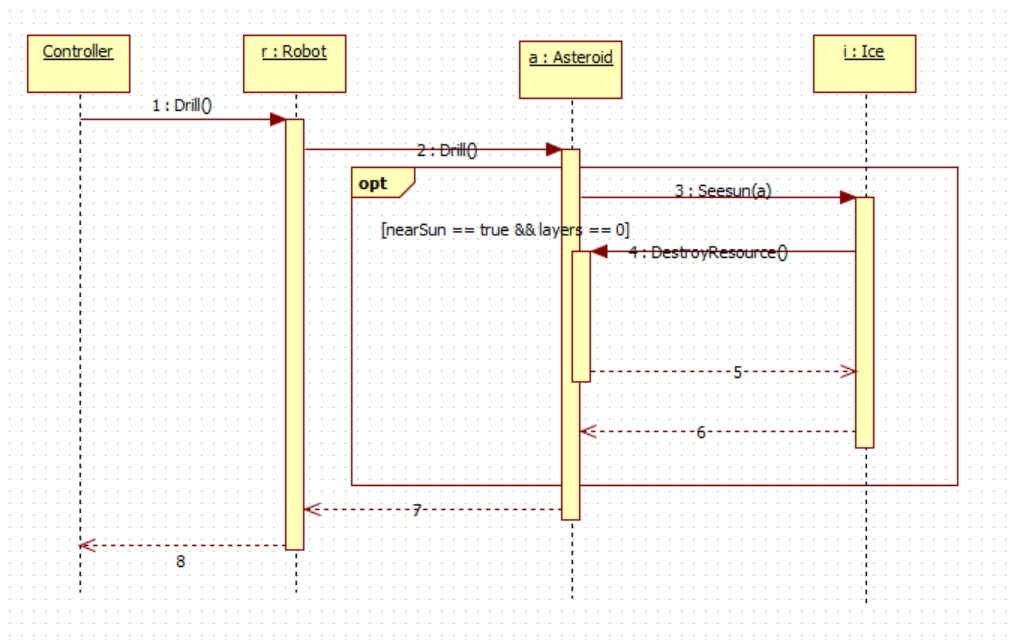 Controller
r : Robot
a : Asteroid
i : Ice
1 : Drill()
2 : Drill()
opt
3 : Seesun(a)
[nearSun == true && layers == 0]
4 : DestroyResource()
5
6
7
8